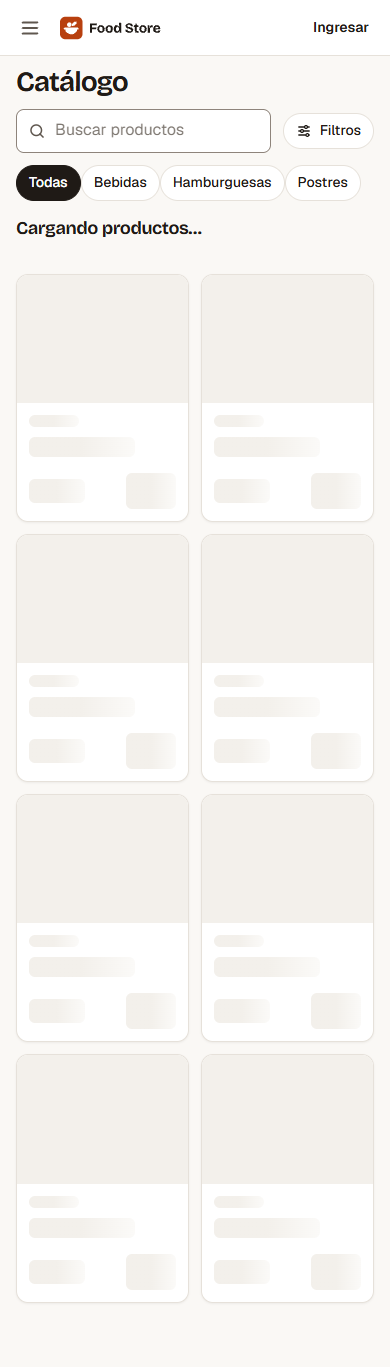 Food Store
Ingresar
Catálogo
Buscar productos
Filtros
Todas
Bebidas
Hamburguesas
Postres
Cargando productos...